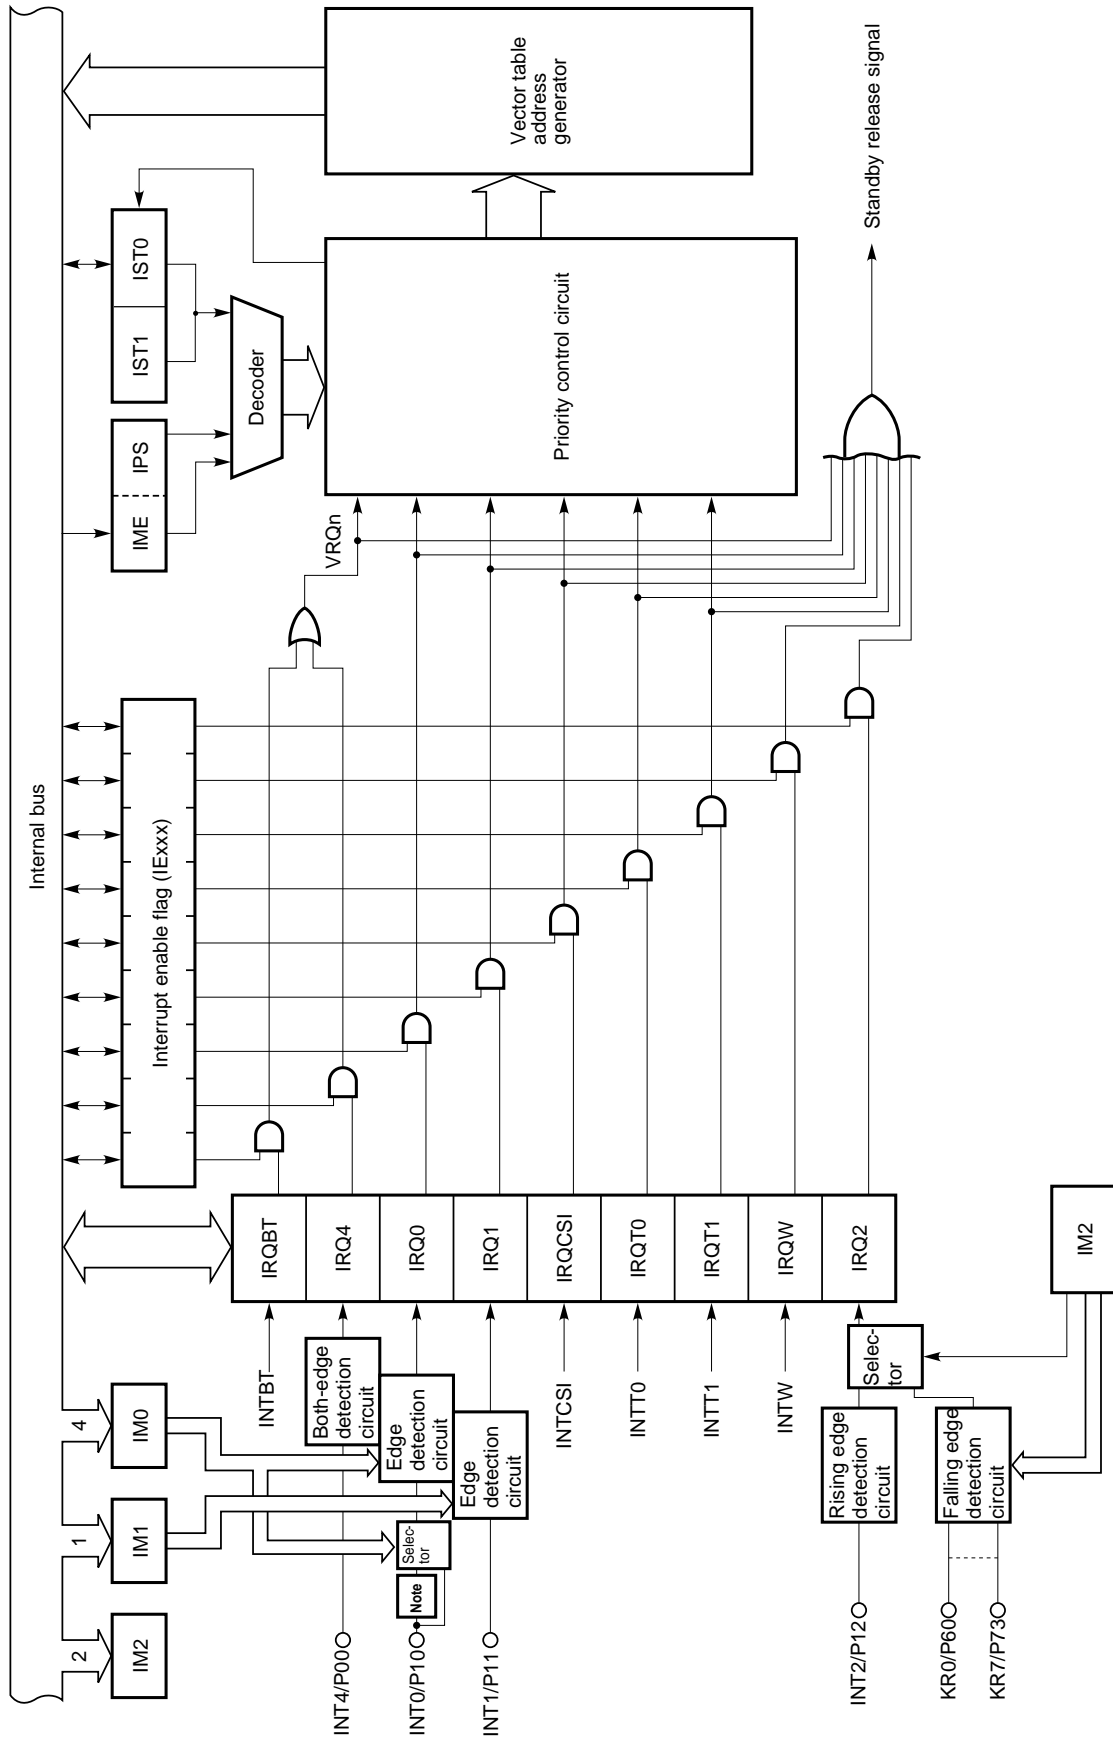 Internal bus
2
1
4
IM2
IM1
IM0
Interrupt enable flag (IExxx)
IME
IPS
IST1
IST0
Decoder
VRQn
INTBT
IRQBT
INT4/P00
Both-edge
detection
circuit
IRQ4
INT0/P10
Note
Selec-
tor
Edge
detection
circuit
IRQ0
INT1/P11
Edge
detection
circuit
IRQ1
INTCSI
IRQCSI
INTT0
IRQT0
INTT1
IRQT1
INTW
IRQW
INT2/P12
Rising edge
detection
circuit
Selec-
tor
IRQ2
KR0/P60
KR7/P73
Falling edge
detection
circuit
IM2
Priority control circuit
Vector table
address
generator
Standby release signal